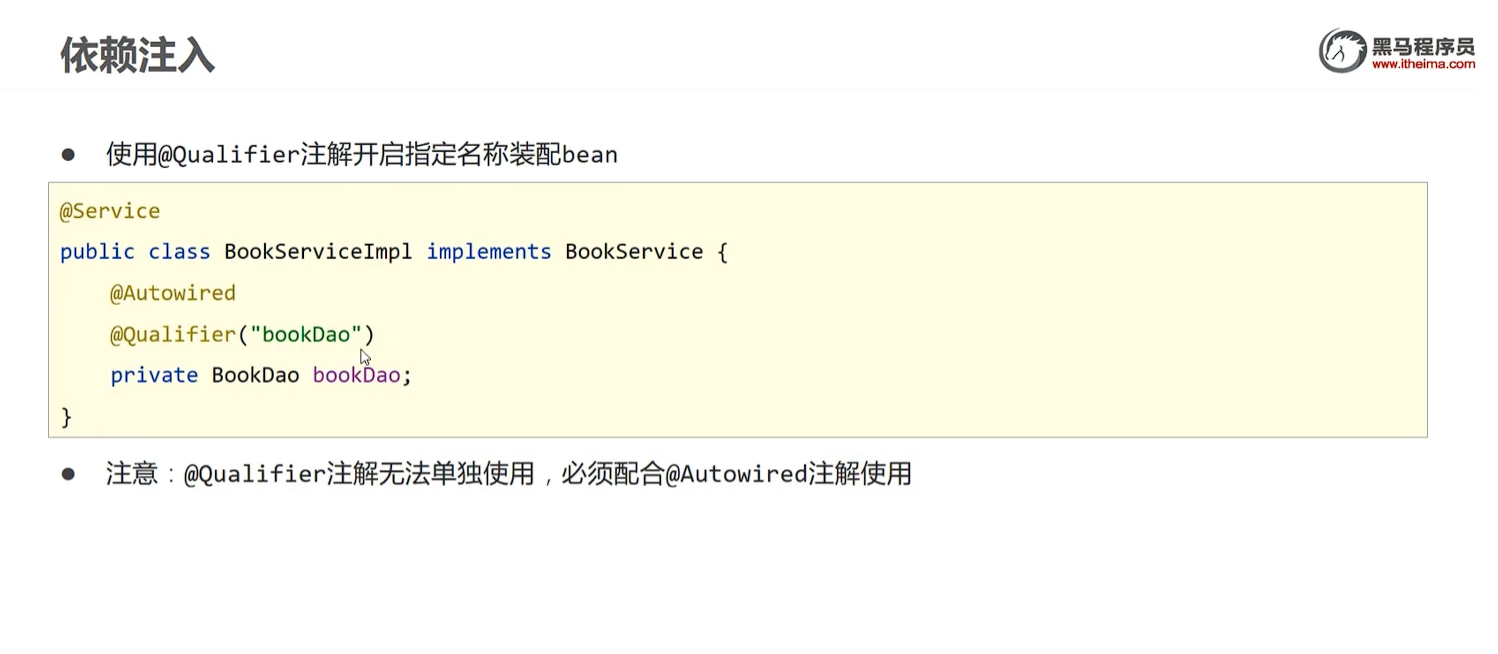 依赖注入
黑马程序员
www.itheima.com
● 使用@Qualifier注解开启指定名称装配bean
@Service
public class BookServiceImpl implements BookService {
    @Autowired
    @Qualifier("bookDao")
    private BookDao bookDao;
}
● 注意：@Qualifier注解无法单独使用，必须配合@Autowired注解使用